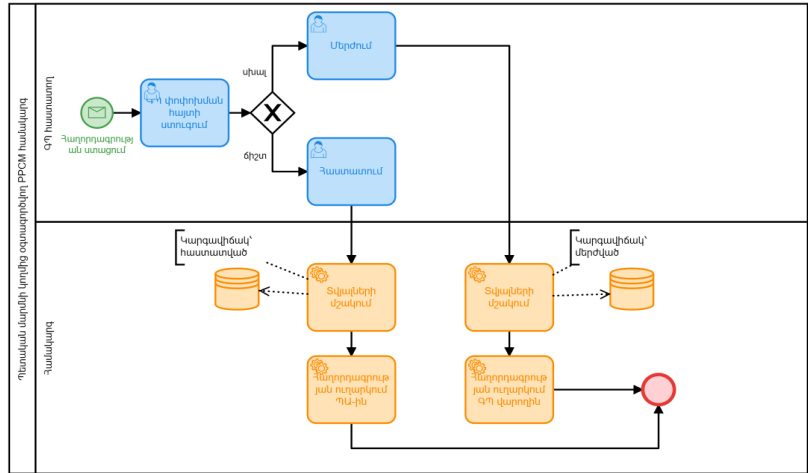 Պետական մարմնի կողմից օգտագործվող PPCM համակարգ
ԳՊ հաստատող
Հաղորդագրությ
ան ստացում
ԳՊ փոփոխման
հայտի
ստուգում
սխալ
ճիշտ
Մերժում
Հաստատում
Համակարգ
Կարգավիճակ՝
հաստատված
Տվյալների
մշակում
Կարգավիճակ՝
մերժված
Տվյալների
մշակում
Հաղորդագրութ
յան ուղարկում
ՊԱ-ին
Հաղորդագրութ
յան ուղարկում
ԳՊ վարողին